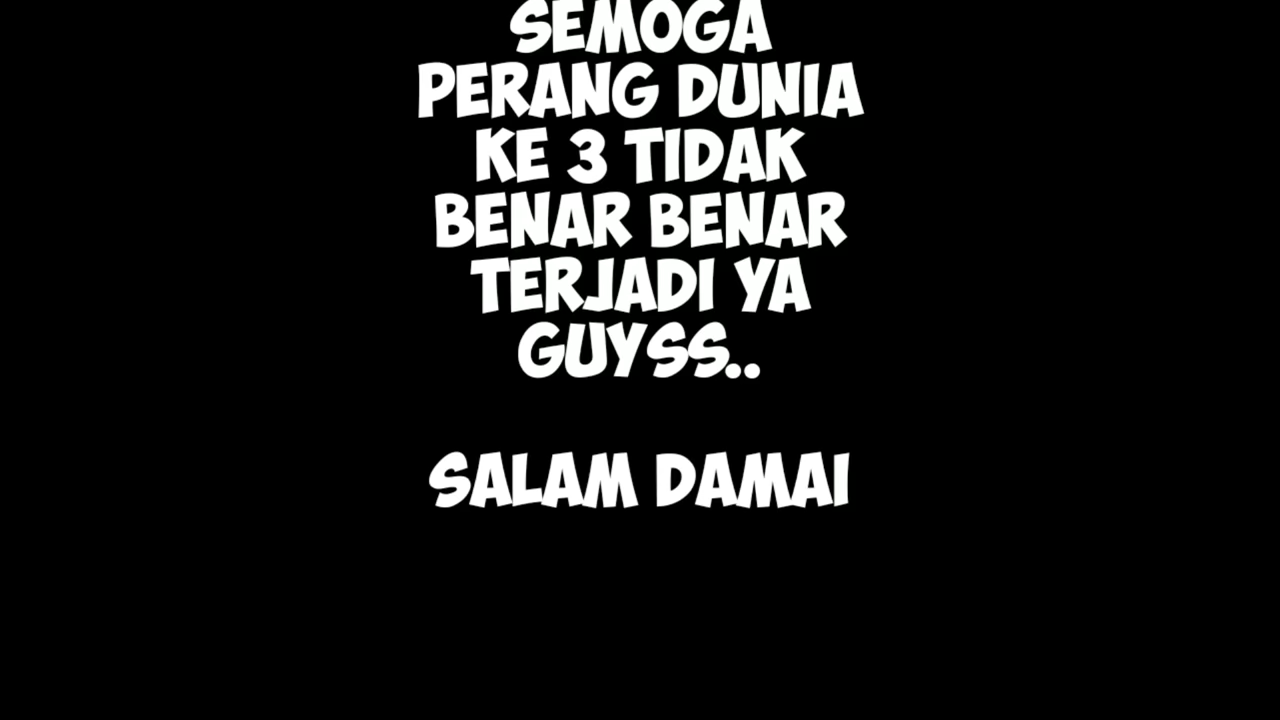 SEMOGA
PERANG DUNIA
KE 3 TIDAK
BENAR BENAR
TERJADI YA
GUYSS..
SALAM DAMAI